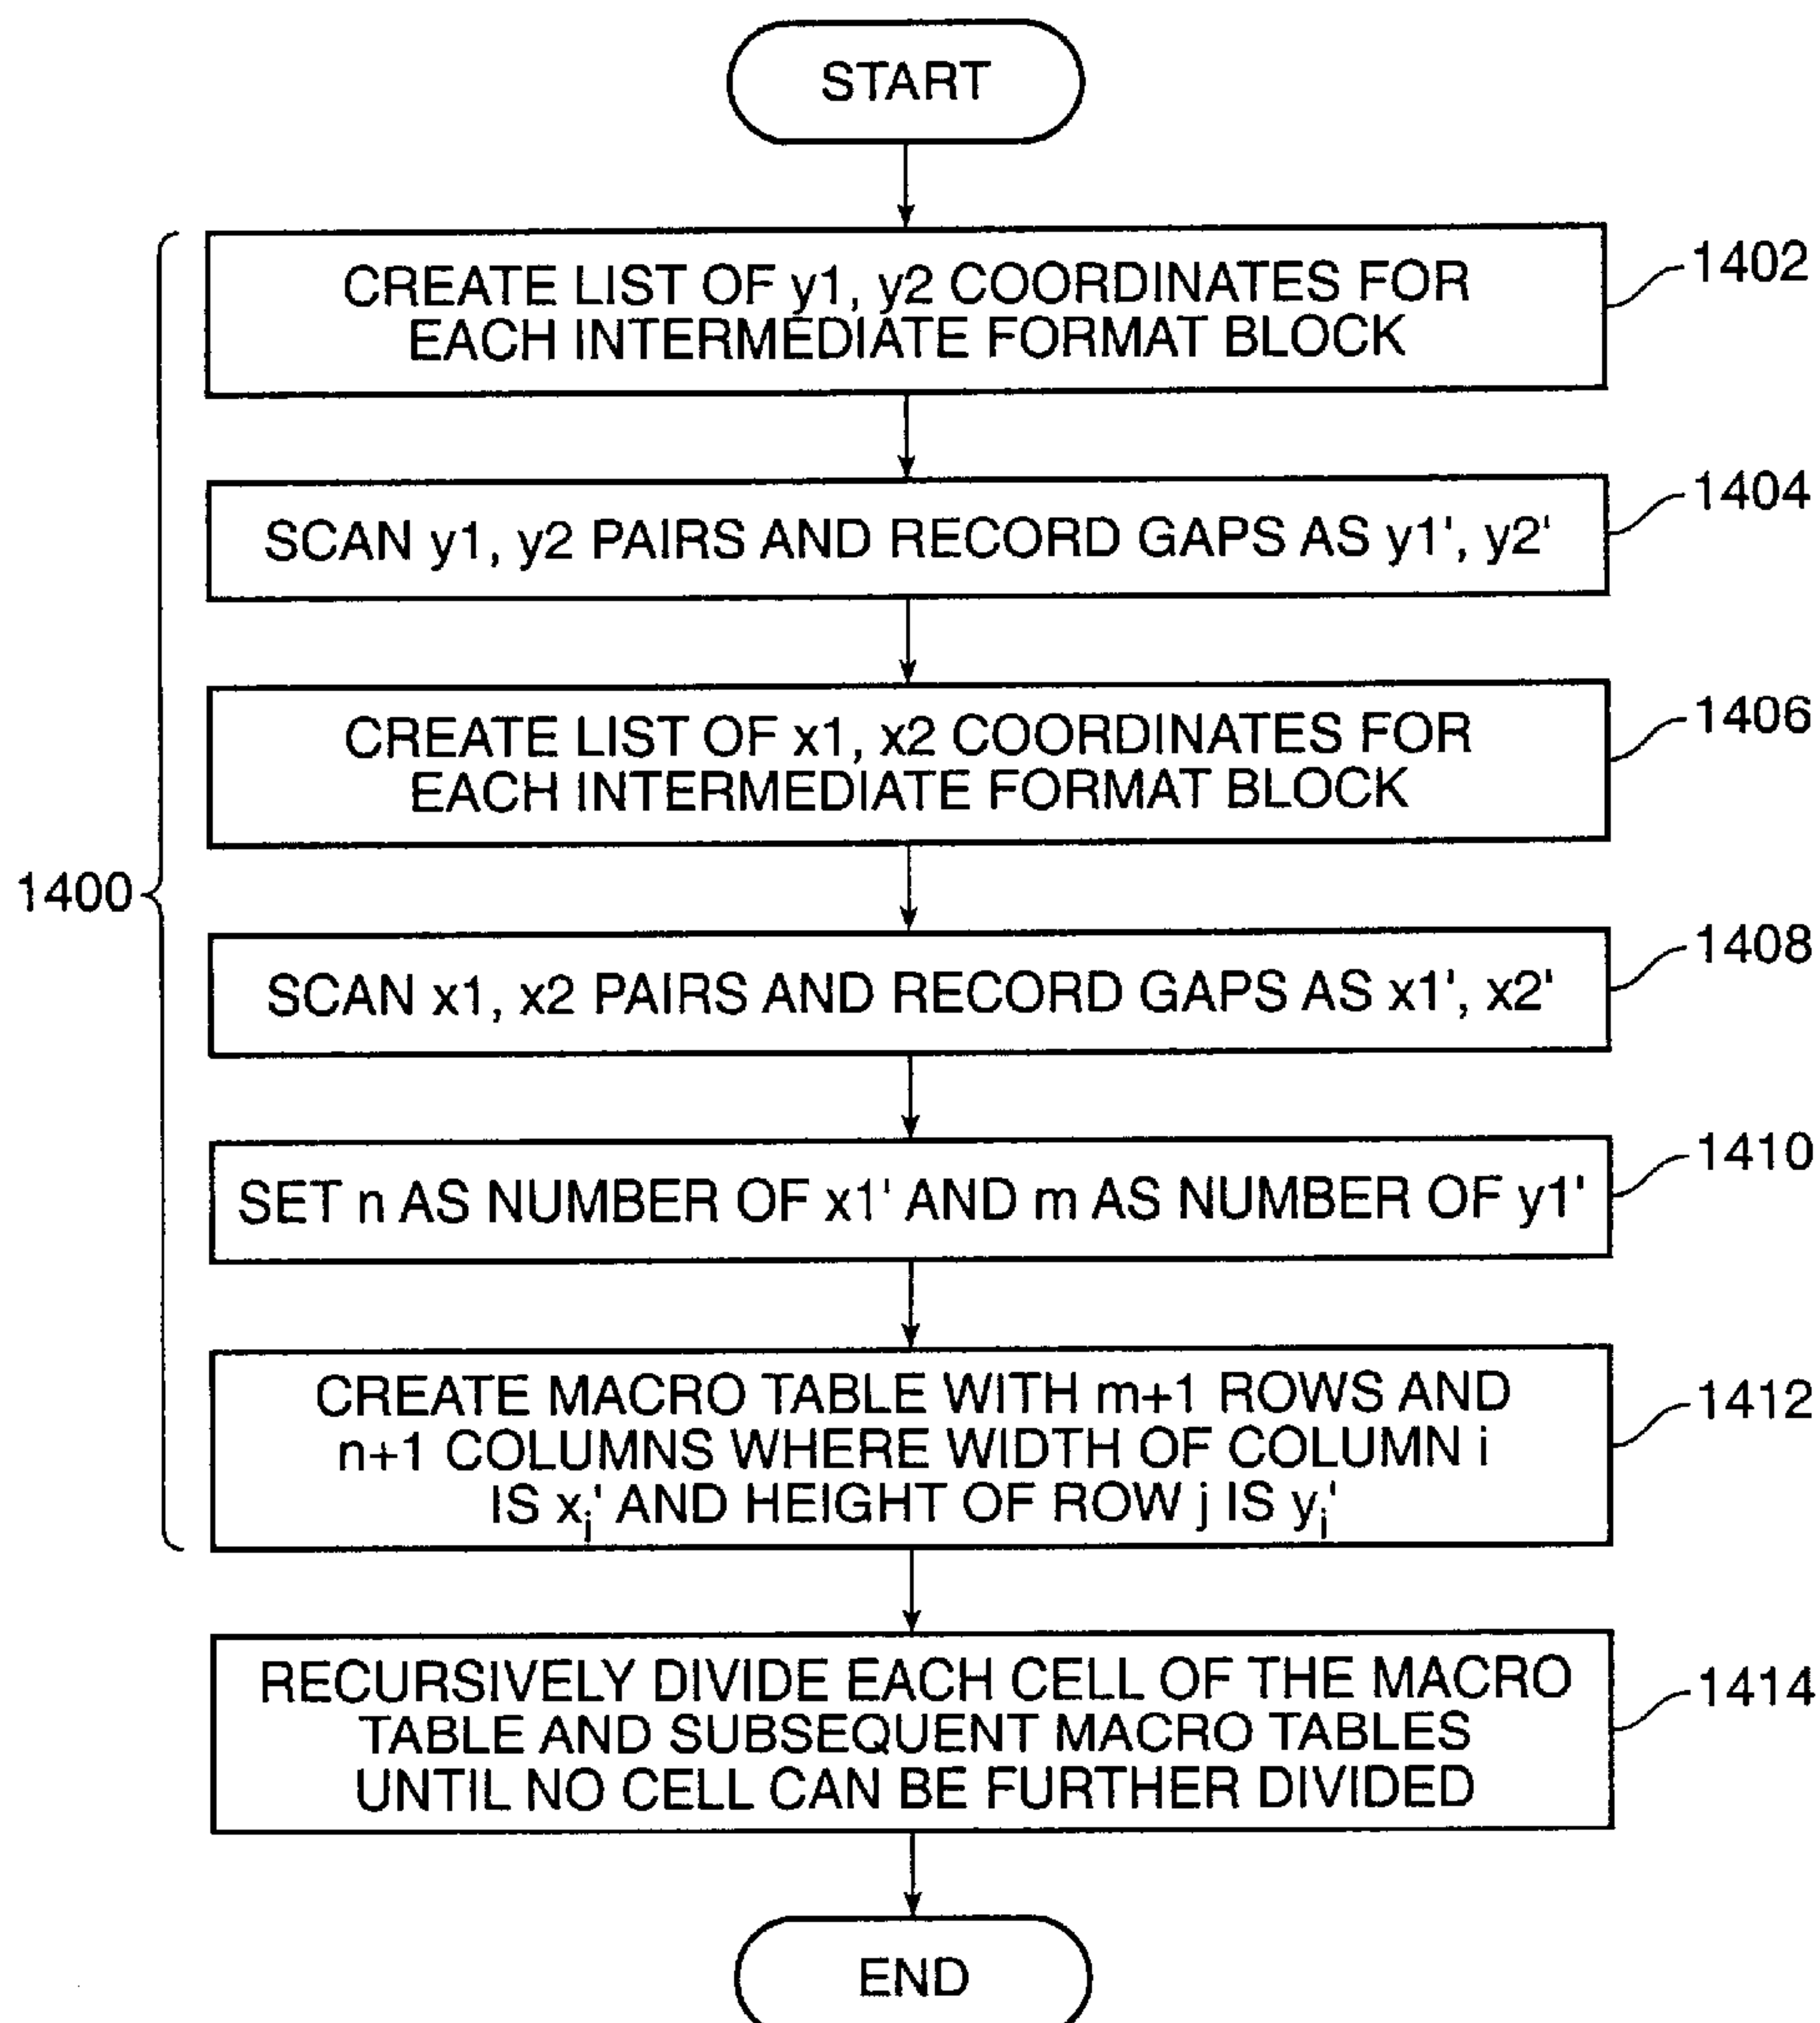 START
CREATE LIST OF y1, y2 COORDINATES FOR
EACH INTERMEDIATE FORMAT BLOCK
1402
SCAN y1, y2 PAIRS AND RECORD GAPS AS y1', y2'
1404
CREATE LIST OF x1, x2 COORDINATES FOR
EACH INTERMEDIATE FORMAT BLOCK
1406
1400
SCAN x1, x2 PAIRS AND RECORD GAPS AS x1', x2'
1408
SET n AS NUMBER OF x1' AND m AS NUMBER OF y1'
1410
CREATE MACRO TABLE WITH m+1 ROWS AND
n+1 COLUMNS WHERE WIDTH OF COLUMN i
IS xj' AND HEIGHT OF ROW j IS yi'
1412
RECURSIVELY DIVIDE EACH CELL OF THE MACRO
TABLE AND SUBSEQUENT MACRO TABLES
UNTIL NO CELL CAN BE FURTHER DIVIDED
1414
END